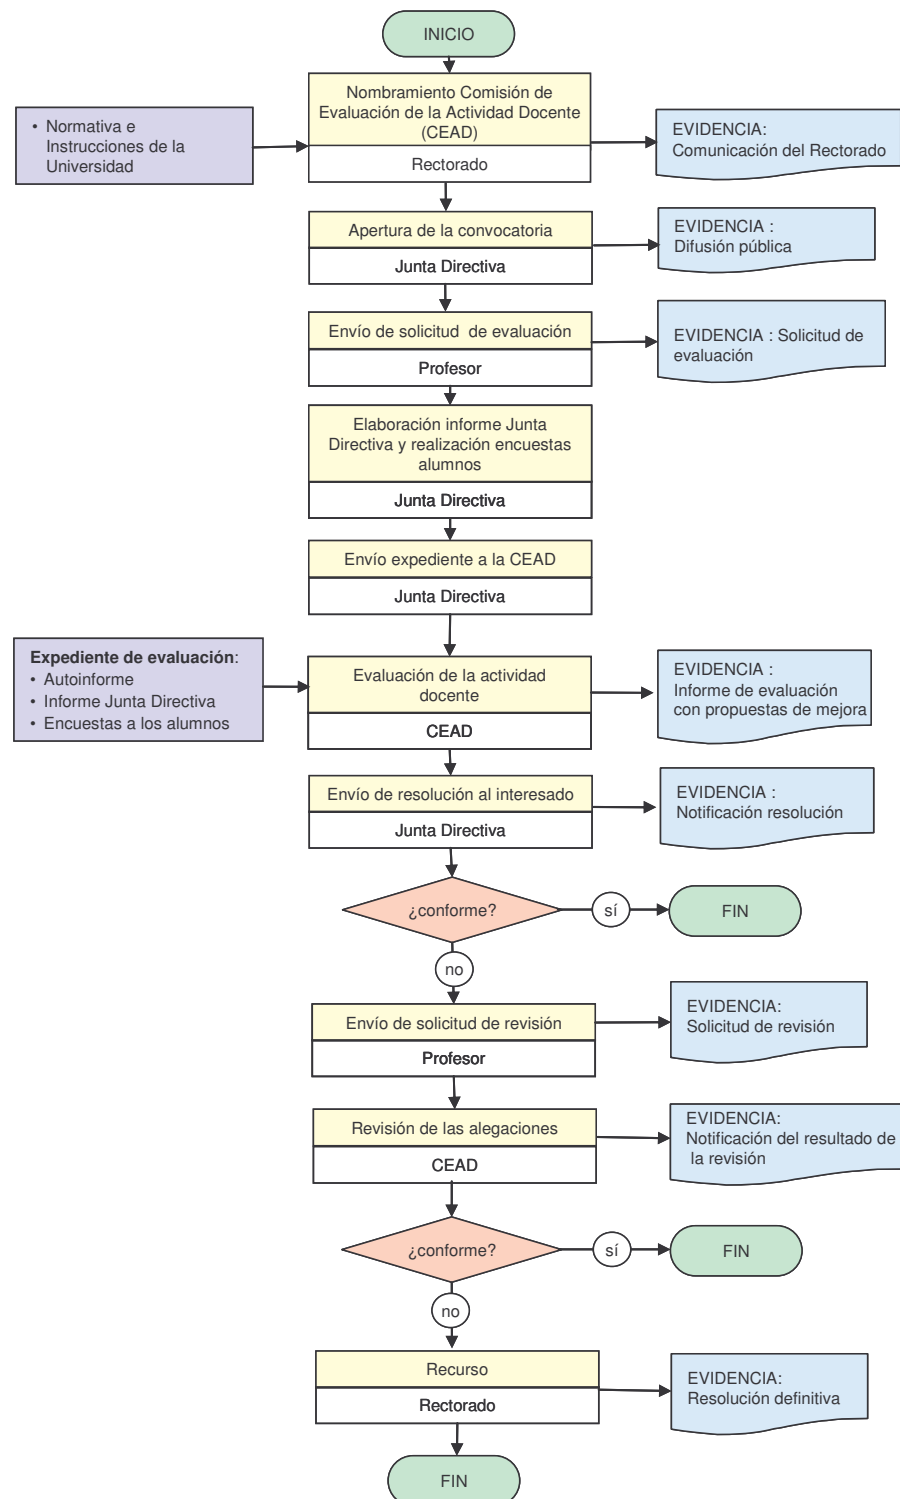 INICIO
Nombramiento Comisión de
Evaluación de la Actividad Docente
(CEAD)
Rectorado
• Normativa e
Instrucciones de la
Universidad
EVIDENCIA:
Comunicación del Rectorado
Apertura de la convocatoria
Junta Directiva
EVIDENCIA :
Difusión pública
Envío de solicitud de evaluación
Profesor
EVIDENCIA : Solicitud de
evaluación
Elaboración informe Junta
Directiva y realización encuestas
alumnos
Junta Directiva
Envío expediente a la CEAD
Junta Directiva
Expediente de evaluación:
• Autoinforme
• Informe Junta Directiva
• Encuestas a los alumnos
Evaluación de la actividad
docente
CEAD
EVIDENCIA :
Informe de evaluación
con propuestas de mejora
Envío de resolución al interesado
Junta Directiva
EVIDENCIA :
Notificación resolución
¿conforme?
sí
FIN
no
Envío de solicitud de revisión
Profesor
EVIDENCIA:
Solicitud de revisión
Revisión de las alegaciones
CEAD
EVIDENCIA:
Notificación del resultado de
la revisión
¿conforme?
sí
FIN
no
Recurso
Rectorado
EVIDENCIA:
Resolución definitiva
FIN